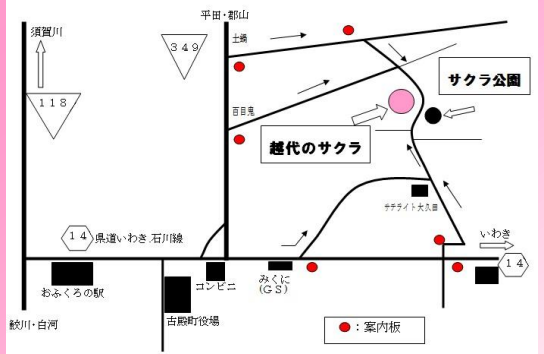 平田・郡山
須賀川
土嶋
３４９
サクラ公園
１１８
百目鬼
越代のサクラ
サテライト大久田
１４
県道いわき.石川線
いわき
１４
おふくろの駅
コンビニ
みくに
（ＧＳ）
古殿町役場
鮫川・白河
：案内板